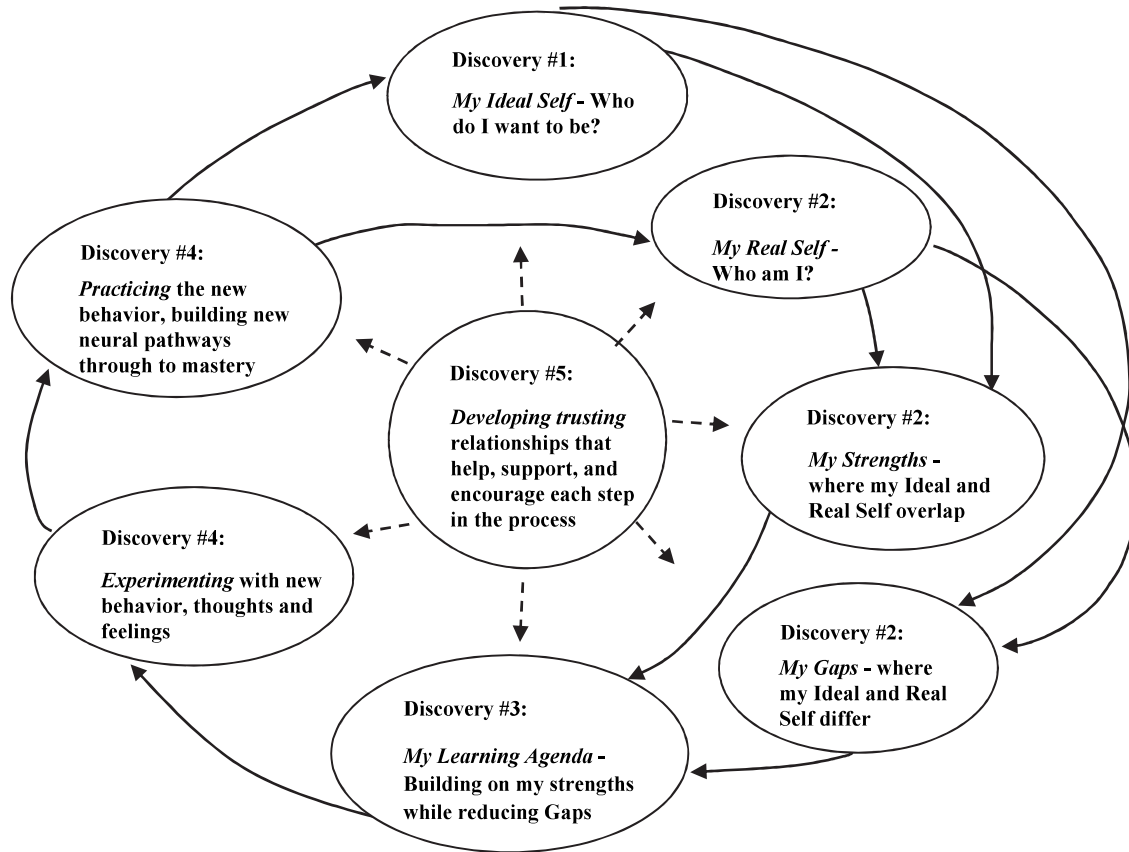 Discovery #1:
My Ideal Self - Who
do I want to be?
Discovery #2:
My Real Self -
Who am I?
Discovery #4:
Practicing the new
behavior, building new
neural pathways
through to mastery
Discovery #5:
Developing trusting
relationships that
help, support, and
encourage each step
in the process
Discovery #2:
My Strengths -
where my Ideal and
Real Self overlap
Discovery #4:
Experimenting with new
behavior, thoughts and
feelings
Discovery #2:
My Gaps - where
my Ideal and Real
Self differ
Discovery #3:
My Learning Agenda -
Building on my strengths
while reducing Gaps